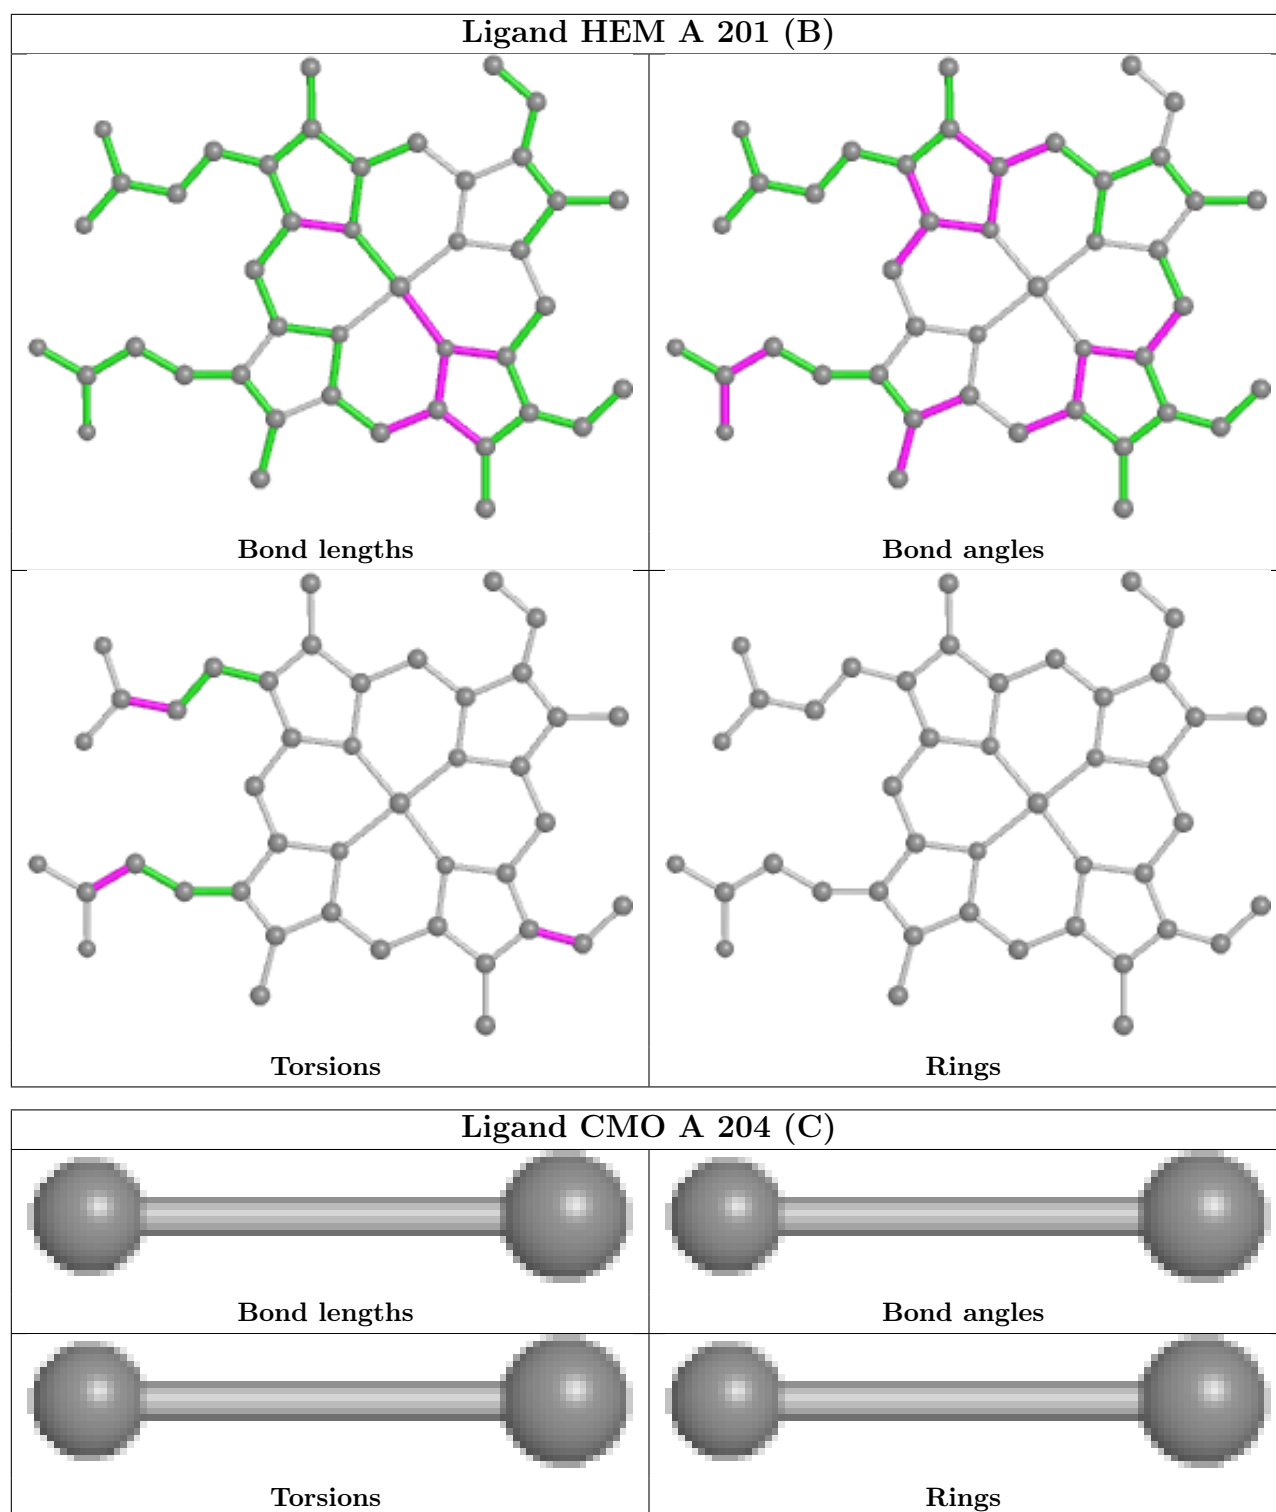 Ligand HEM A 201 (B)
Bond lengths
Bond angles
Torsions
Rings
Ligand CMO A 204 (C)
Bond lengths
Bond angles
Torsions
Rings